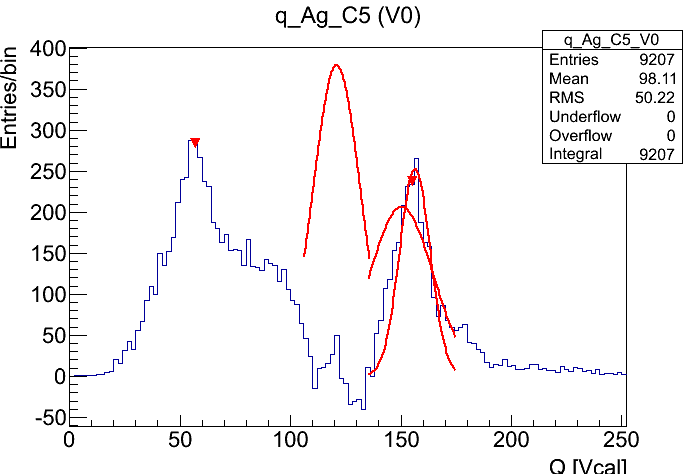 q_Ag_C5 (V0)
q_Ag_C5_V0
Entries 9207
Mean 98.11
RMS 50.22
Underflow 0
Overflow 0
Integral 9207
Entries/bin
400
350
300
250
200
150
100
50
0
-50
0 50 100 150 200 250
Q [Vcal]